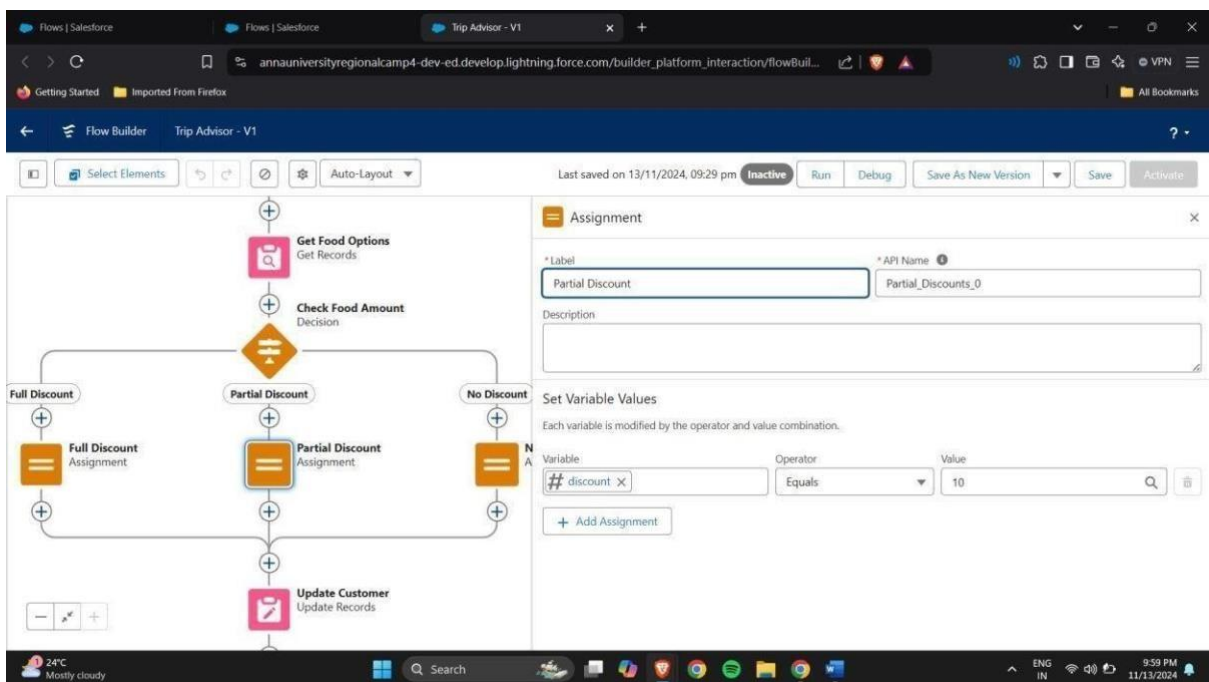 Flows | Salesforce
Flows | Salesforce
Trip Advisor - V1
annauniversityregionalcamp4-dev-ed.develop.lightning.force.com/builder_platform_interaction/flowBuil...
VPN
Getting Started
Imported From Firefox
All Bookmarks
Flow Builder
Trip Advisor - V1
?
Select Elements
Auto-Layout
Last saved on 13/11/2024, 09:29 pm
Inactive
Run
Debug
Save As New Version
Save
Activate
Get Food Options
Get Records
Check Food Amount
Decision
Full Discount
Partial Discount
No Discount
Full Discount
Assignment
Partial Discount
Assignment
N
A
Update Customer
Update Records
Assignment
*Label
*API Name
Partial Discount
Partial_Discounts_0
Description
Set Variable Values
Each variable is modified by the operator and value combination.
Variable
Operator
Value
# discount
Equals
10
+ Add Assignment
1
24°C
Mostly cloudy
Search
ENG
IN
9:59 PM
11/13/2024